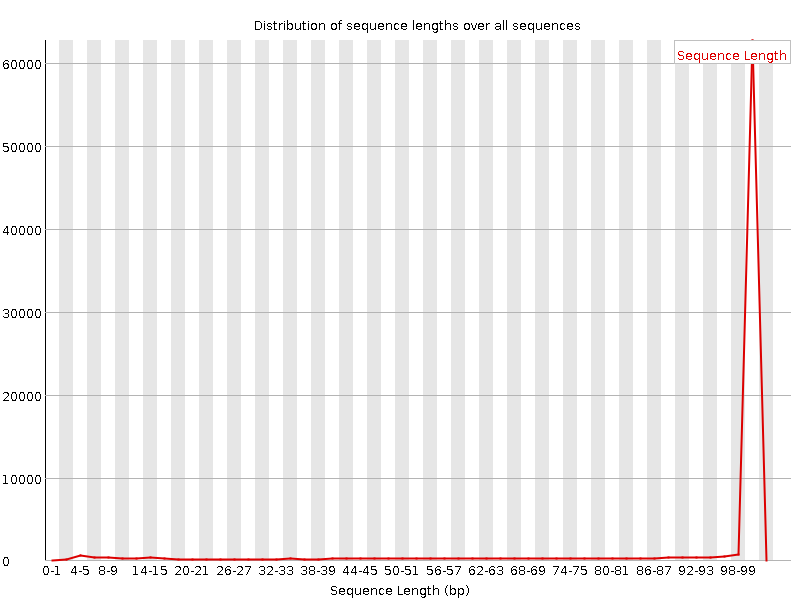 Distribution of sequence lengths over all sequences
Sequence Length
60000
50000
40000
30000
20000
10000
0
0-1 4-5 8-9 14-15 20-21 26-27 32-33 38-39 44-45 50-51 56-57 62-63 68-69 74-75 80-81 86-87 92-93 98-99
Sequence Length (bp)